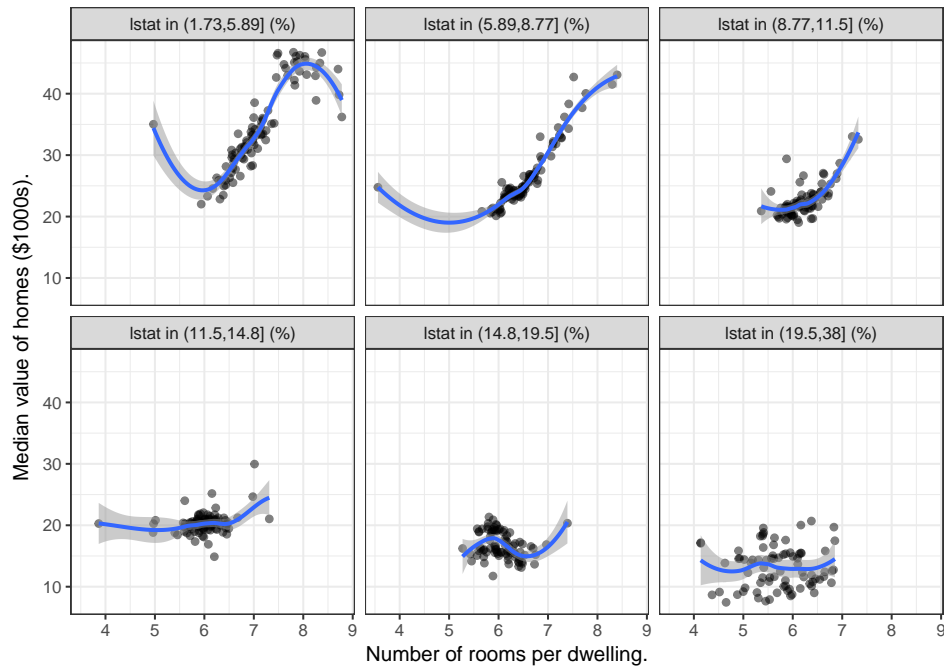 lstat in (1.73,5.89] (%) lstat in (5.89,8.77] (%) lstat in (8.77,11.5] (%)
40
30
20
10
lstat in (11.5,14.8] (%) lstat in (14.8,19.5] (%) lstat in (19.5,38] (%)
40
30
20
10
4 5 6 7 8 9 4 5 6 7 8 9 4 5 6 7 8 9
Number of rooms per dwelling.
Median value of homes ($1000s).